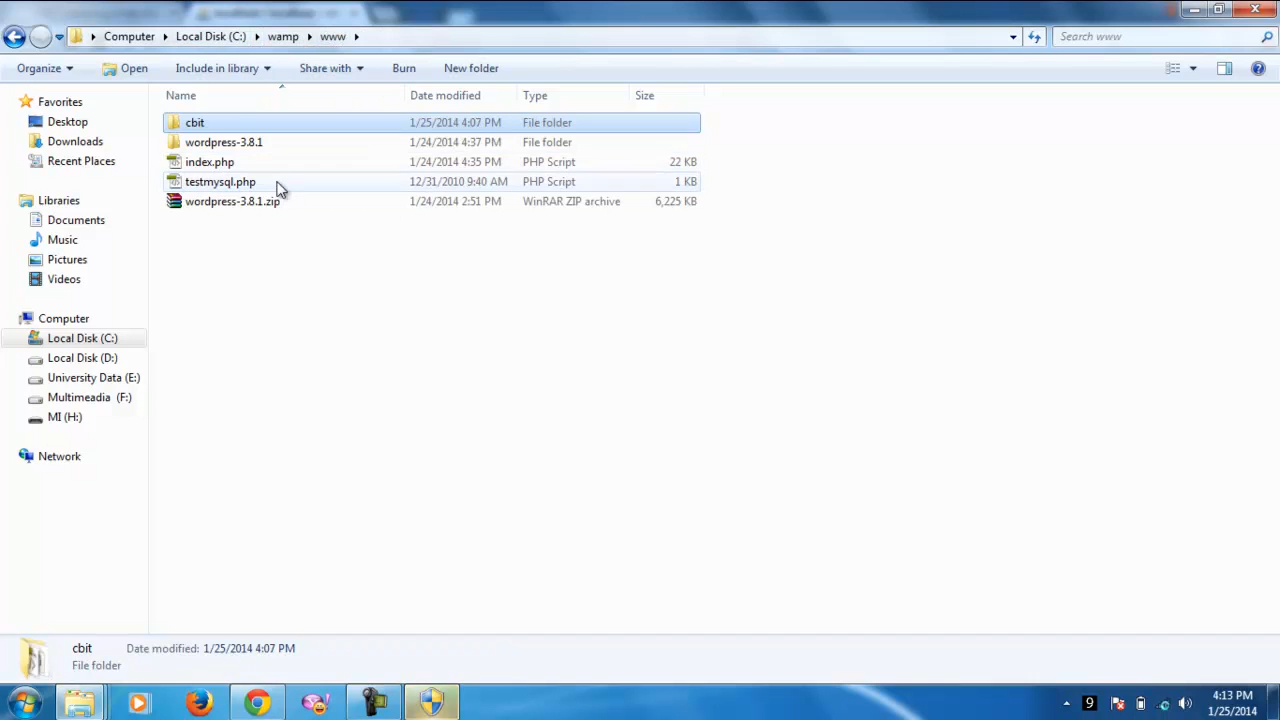 Computer Local Disk (C:) wamp www Search www
Organize Open Include in library Share with Burn New folder
Name Date modified Type Size
cbit 1/25/2014 4:07 PM File folder
wordpress-3.8.1 1/24/2014 4:37 PM File folder
index.php 1/24/2014 4:35 PM PHP Script 22 KB
testmysql.php 12/31/2010 9:40 AM PHP Script 1 KB
wordpress-3.8.1.zip 1/24/2014 2:51 PM WinRAR ZIP archive 6,225 KB
Favorites
Desktop
Downloads
Recent Places
Libraries
Documents
Music
Pictures
Videos
Computer
Local Disk (C:)
Local Disk (D:)
University Data (E:)
Multimeadia (F:)
MI (H:)
Network
cbit Date modified: 1/25/2014 4:07 PM
File folder
9
4:13 PM
1/25/2014